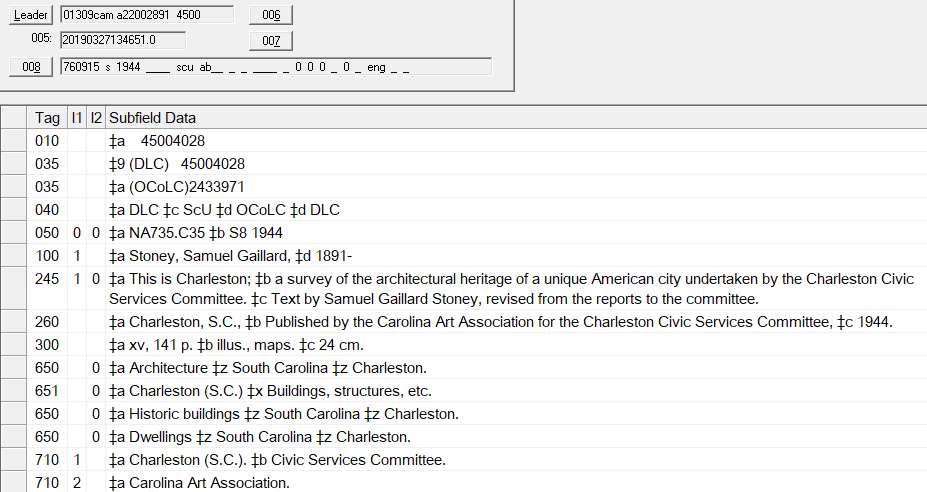 Leader 01309cam a22002891 4500 006
005: 20190327134651.0 007
008 760915 s 1944 ____ scu ab__ _ _ ____ _ 0 0 0 _ 0 _ eng _ _
Tag I1 I2 Subfield Data
010 ‡a 45004028
035 ‡9 (DLC) 45004028
035 ‡a (OCoLC)2433971
040 ‡a DLC ‡c ScU ‡d OCoLC ‡d DLC
050 0 0 ‡a NA735.C35 ‡b S8 1944
100 1 ‡a Stoney, Samuel Gaillard, ‡d 1891-
245 1 0 ‡a This is Charleston; ‡b a survey of the architectural heritage of a unique American city undertaken by the Charleston Civic
Services Committee. ‡c Text by Samuel Gaillard Stoney, revised from the reports to the committee.
260 ‡a Charleston, S.C., ‡b Published by the Carolina Art Association for the Charleston Civic Services Committee, ‡c 1944.
300 ‡a xv, 141 p. ‡b illus., maps. ‡c 24 cm.
650 0 ‡a Architecture ‡z South Carolina ‡z Charleston.
651 0 ‡a Charleston (S.C.) ‡x Buildings, structures, etc.
650 0 ‡a Historic buildings ‡z South Carolina ‡z Charleston.
650 0 ‡a Dwellings ‡z South Carolina ‡z Charleston.
710 1 ‡a Charleston (S.C.). ‡b Civic Services Committee.
710 2 ‡a Carolina Art Association.